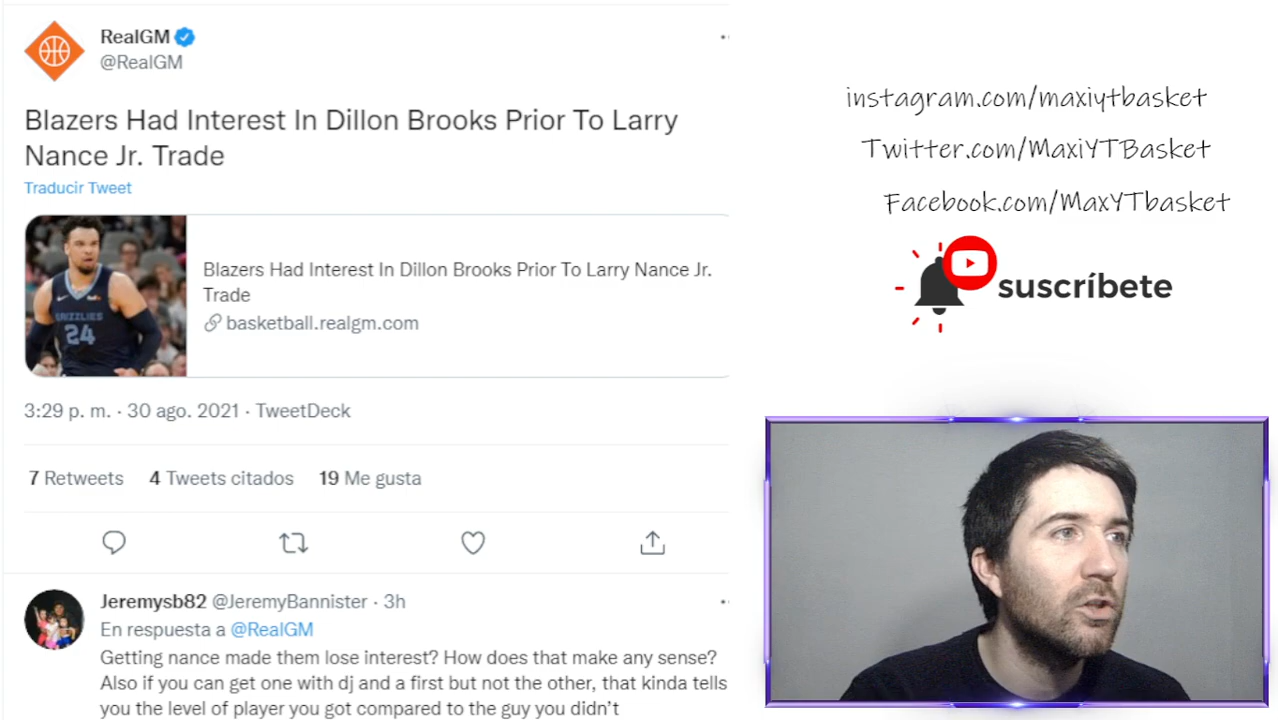 RealGM
@RealGM
Blazers Had Interest In Dillon Brooks Prior To Larry
Nance Jr. Trade
Traducir Tweet
GRIZZLIES
24
Blazers Had Interest In Dillon Brooks Prior To Larry Nance Jr.
Trade
basketball.realgm.com
3:29 p. m. · 30 ago. 2021 · TweetDeck
7 Retweets 4 Tweets citados 19 Me gusta
Jeremysb82 @JeremyBannister · 3h
En respuesta a @RealGM
Getting nance made them lose interest? How does that make any sense?
Also if you can get one with dj and a first but not the other, that kinda tells
you the level of player you got compared to the guy you didn't
instagram.com/maxiytbasket
Twitter.com/MaxiYTBasket
Facebook.com/MaxYTbasket
suscríbete